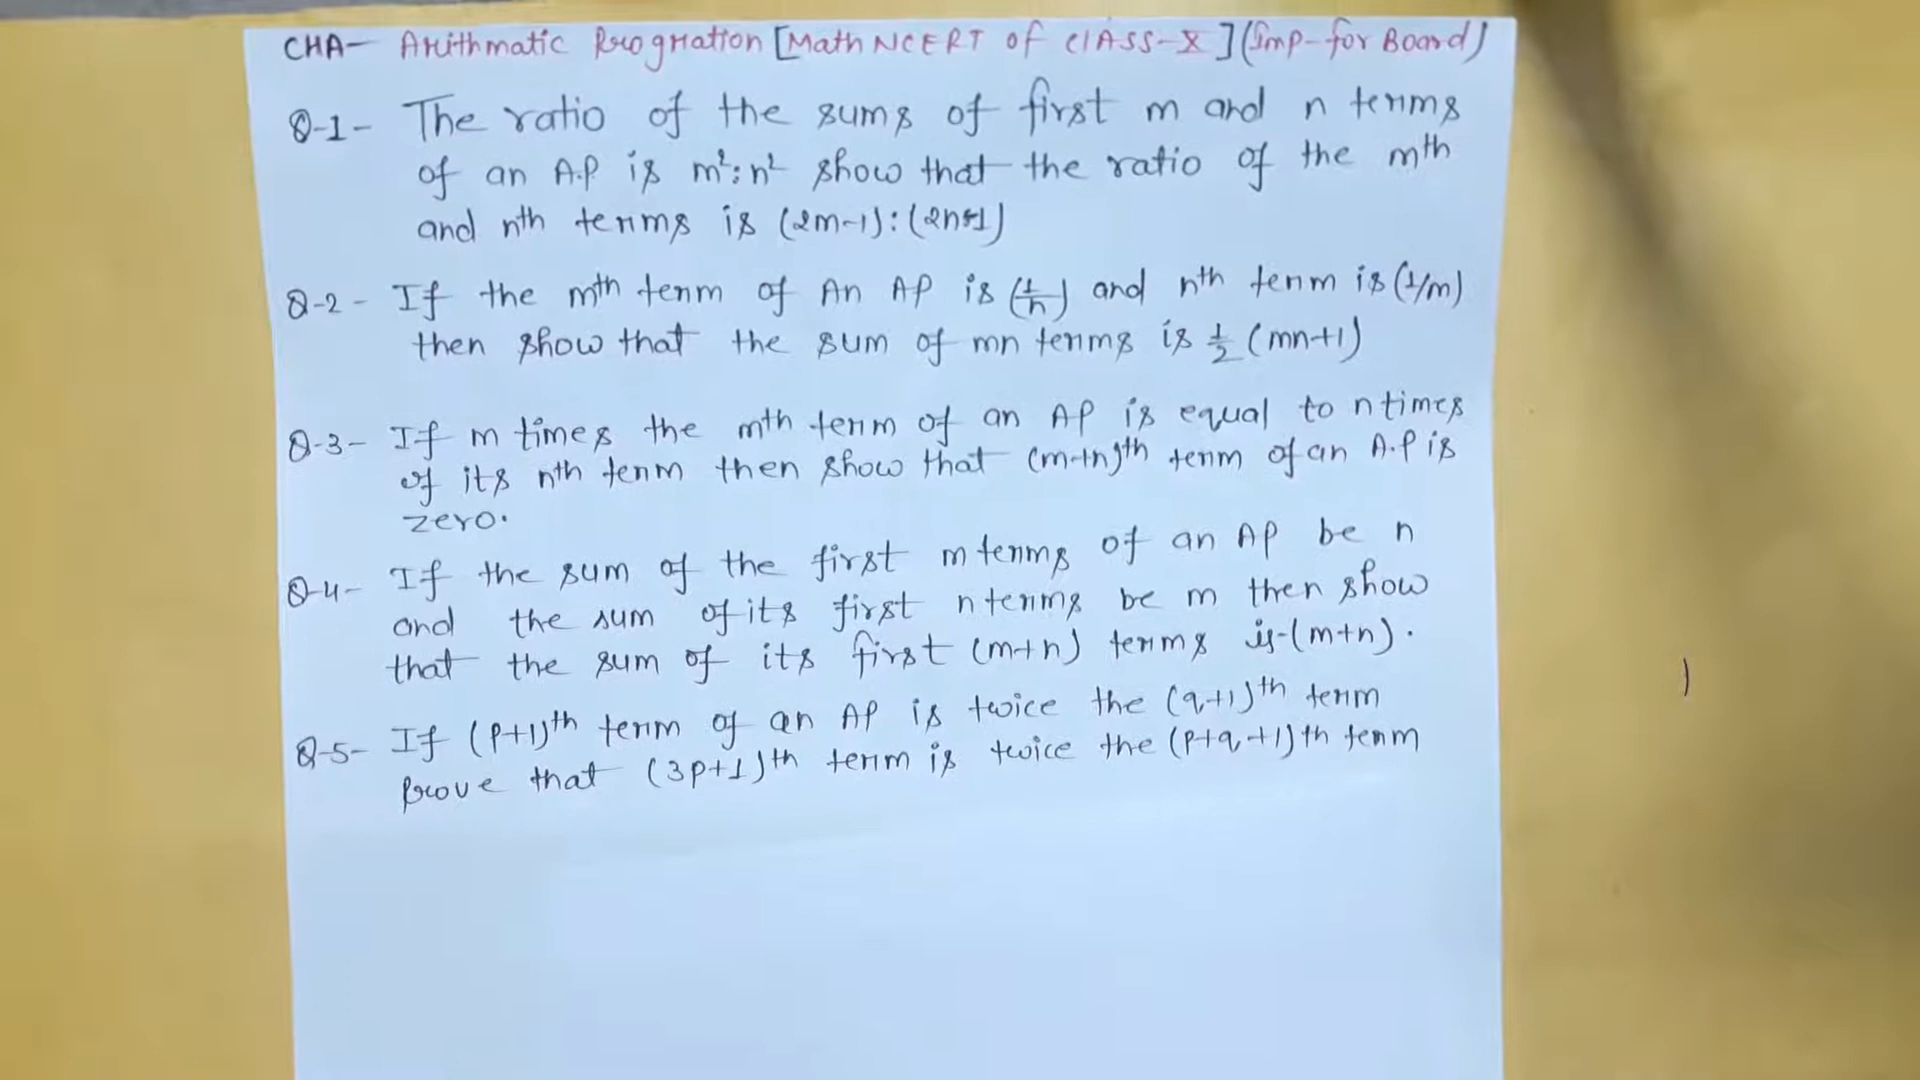 CHA- Arithmatic Progration [Math NCERT of ClASS-X] (Imp-for Board)
Q-1- The ratio of the sums of first m and n terms
of an A.P is m²:n² show that the ratio of the mth
and nth terms is (2m-1):(2n-1)
Q-2- If the mth term of An AP is (1/n) and nth term is (1/m)
then show that the sum of mn terms is 1/2 (mn+1)
Q-3- If m times the mth term of an AP is equal to n times
of its nth term then show that (m+n)th term of an A.P is
zero.
Q-4- If the sum of the first m terms of an AP be n
and the sum of its first n terms be m then show
that the sum of its first (m+n) terms is -(m+n).
Q-5- If (P+1)th term of an AP is twice the (q+1)th term
prove that (3p+1)th term is twice the (P+q+1)th term